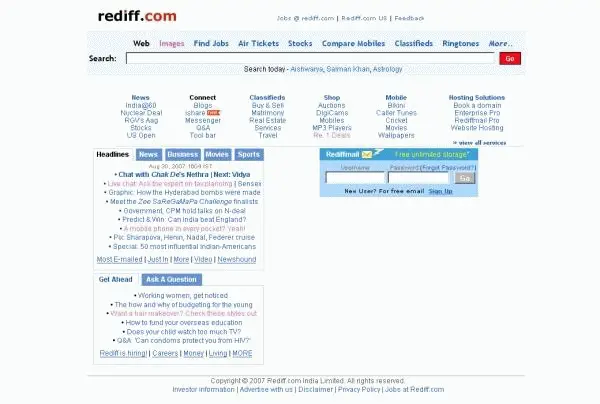 rediff.com
Jobs @ rediff.com | Rediff.com US | Feedback
Web Images Find Jobs Air Tickets Stocks Compare Mobiles Classifieds Ringtones More..
Search: Go
Search today - Aishwarya, Salman Khan, Astrology
News Connect Classifieds Shop Mobile Hosting Solutions
India@60 Blogs Buy & Sell Auctions Bikini Book a domain
Nuclear Deal ishare Matrimony DigiCams Caller Tunes Enterprise Pro
RGV's Aag Messenger Real Estate Mobiles Cricket Rediffmail Pro
Stocks Q&A Services MP3 Players Movies Website Hosting
US Open Tool bar Travel Re. 1 Deals Wallpapers
view all services
Headlines News Business Movies Sports
Aug 30, 2007 IST
• Chat with Chak De's Nethra | Next: Vidya
• Live chat: Ask the expert on tax planning | Sensex
• Graphic: How the Hyderabad bombs were made
• Meet the Zee SaReGaMaPa Challenge finalists
• Government, CPM hold talks on N-deal
• Predict & Win: Can India beat England?
• A mobile phone in every pocket? Yeah!
• Pix: Sharapova, Henin, Nadal, Federer cruise
• Special: 50 most influential Indian-Americans
Most E-mailed | Just In | More | Video | Newshound
Rediffmail Free unlimited storage*
Username Password (Forgot Password?)
Go
New User? For free email Sign Up
Get Ahead Ask A Question
• Working women, get noticed
• The how and why of budgeting for the young
• Want a hair makeover? Check these styles out
• How to fund your overseas education
• Does your child watch too much TV?
• Q&A: 'Can condoms protect you from HIV?'
Rediff is hiring! | Careers | Money | Living | MORE
Copyright © 2007 Rediff.com India Limited. All rights reserved.
Investor information | Advertise with us | Disclaimer | Privacy Policy | Jobs at Rediff.com